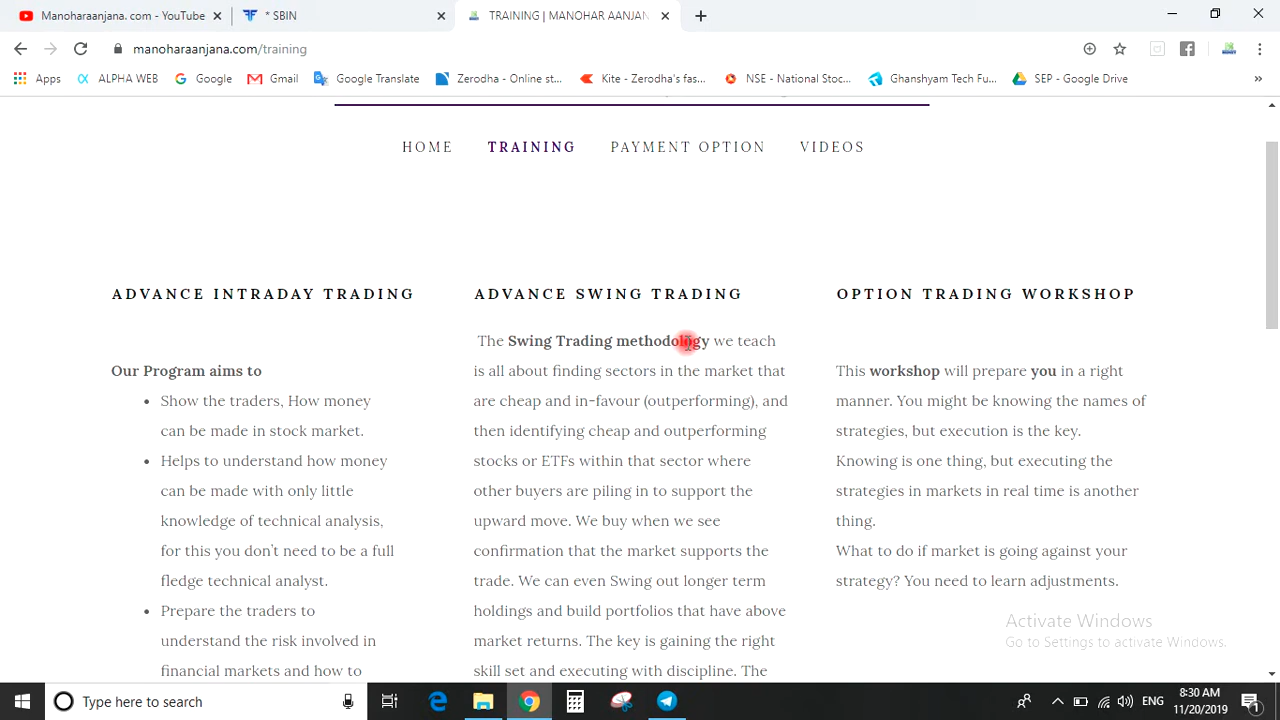 Manoharaanjana. com - YouTube
* SBIN
TRAINING | MANOHAR AANJAN
manoharaanjana.com/training
Apps
ALPHA WEB
Google
Gmail
Google Translate
Zerodha - Online st...
Kite - Zerodha's fas...
NSE - National Stoc...
Ghanshyam Tech Fu...
SEP - Google Drive
»
HOME
TRAINING
PAYMENT OPTION
VIDEOS
ADVANCE INTRADAY TRADING
Our Program aims to
• Show the traders, How money
can be made in stock market.
• Helps to understand how money
can be made with only little
knowledge of technical analysis,
for this you don't need to be a full
fledge technical analyst.
• Prepare the traders to
understand the risk involved in
financial markets and how to
ADVANCE SWING TRADING
The Swing Trading methodology we teach
is all about finding sectors in the market that
are cheap and in-favour (outperforming), and
then identifying cheap and outperforming
stocks or ETFs within that sector where
other buyers are piling in to support the
upward move. We buy when we see
confirmation that the market supports the
trade. We can even Swing out longer term
holdings and build portfolios that have above
market returns. The key is gaining the right
skill set and executing with discipline. The
OPTION TRADING WORKSHOP
This workshop will prepare you in a right
manner. You might be knowing the names of
strategies, but execution is the key.
Knowing is one thing, but executing the
strategies in markets in real time is another
thing.
What to do if market is going against your
strategy? You need to learn adjustments.
Activate Windows
Go to Settings to activate Windows.
Type here to search
ENG
8:30 AM
11/20/2019
1